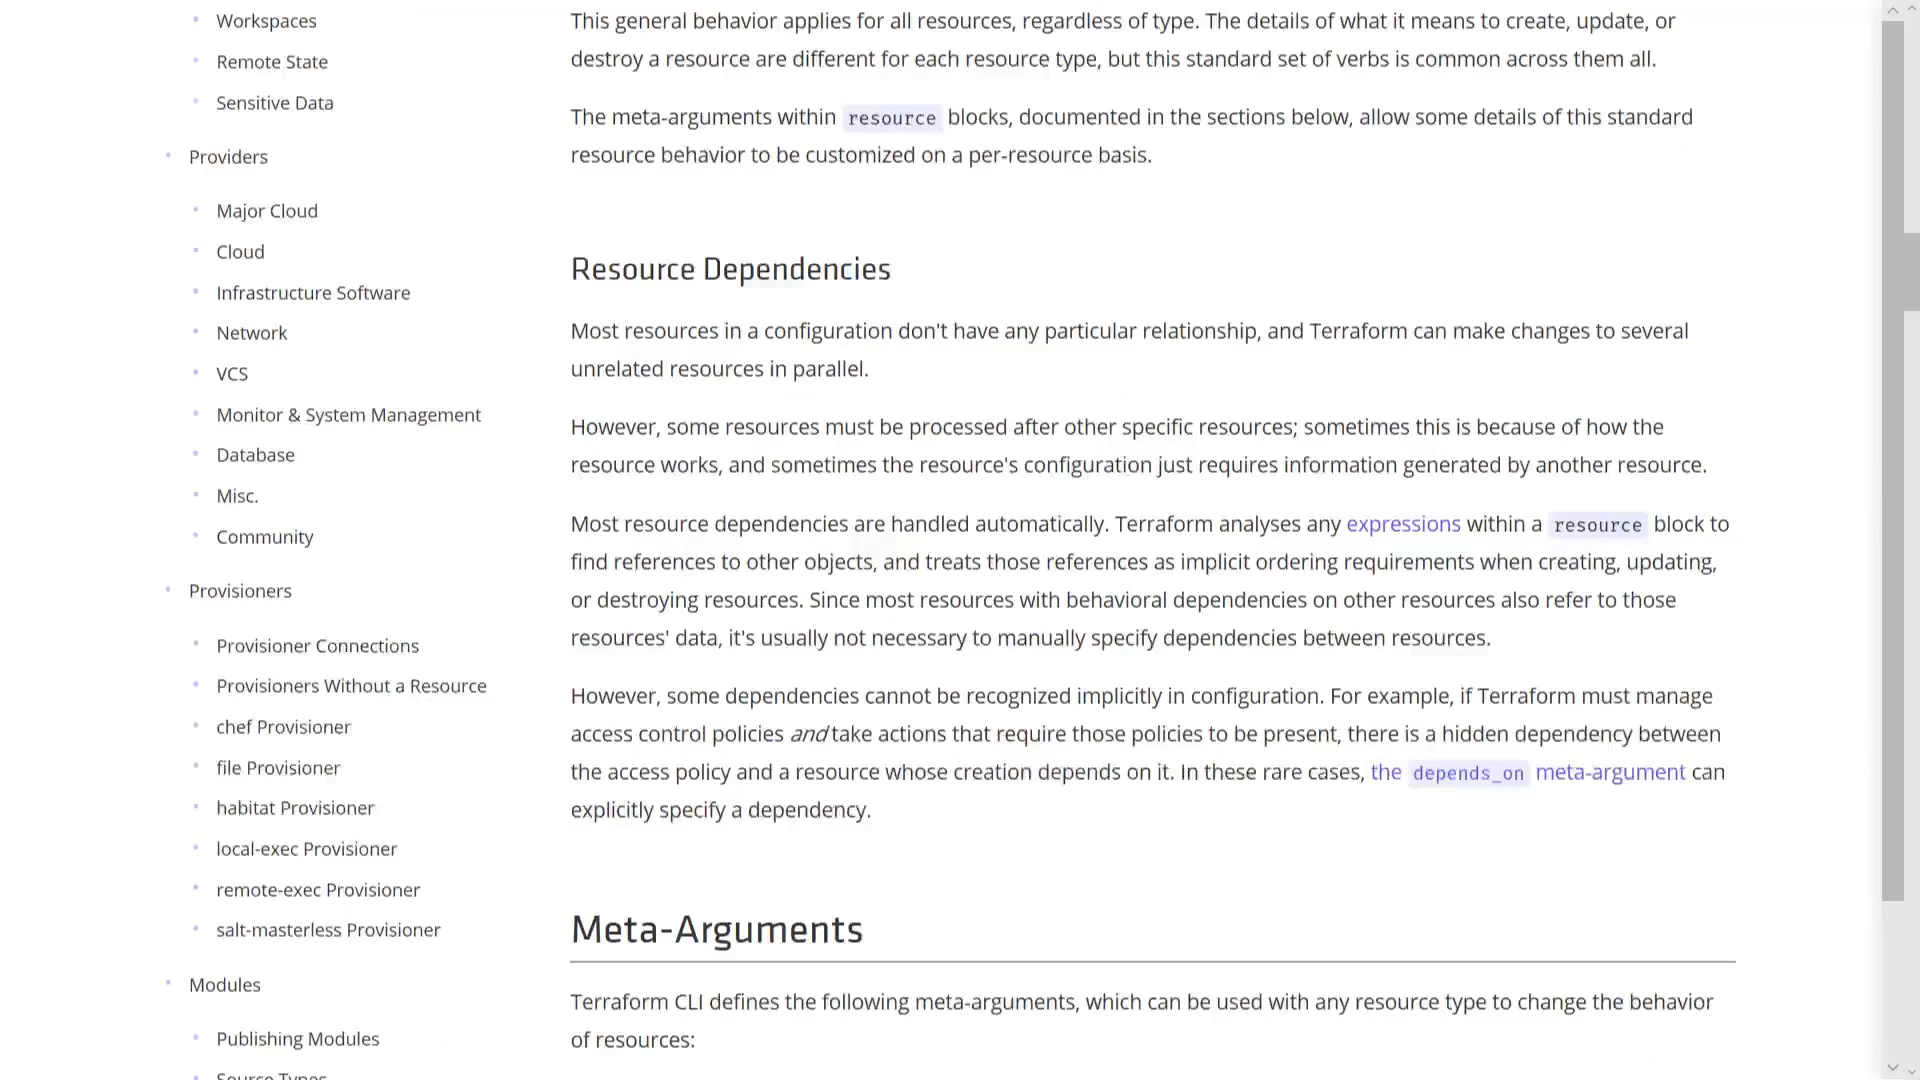 Workspaces
Remote State
Sensitive Data
Providers
Major Cloud
Cloud
Infrastructure Software
Network
VCS
Monitor & System Management
Database
Misc.
Community
Provisioners
Provisioner Connections
Provisioners Without a Resource
chef Provisioner
file Provisioner
habitat Provisioner
local-exec Provisioner
remote-exec Provisioner
salt-masterless Provisioner
Modules
Publishing Modules
Source Types
This general behavior applies for all resources, regardless of type. The details of what it means to create, update, or
destroy a resource are different for each resource type, but this standard set of verbs is common across them all.
The meta-arguments within resource blocks, documented in the sections below, allow some details of this standard
resource behavior to be customized on a per-resource basis.
Resource Dependencies
Most resources in a configuration don't have any particular relationship, and Terraform can make changes to several
unrelated resources in parallel.
However, some resources must be processed after other specific resources; sometimes this is because of how the
resource works, and sometimes the resource's configuration just requires information generated by another resource.
Most resource dependencies are handled automatically. Terraform analyses any expressions within a resource block to
find references to other objects, and treats those references as implicit ordering requirements when creating, updating,
or destroying resources. Since most resources with behavioral dependencies on other resources also refer to those
resources' data, it's usually not necessary to manually specify dependencies between resources.
However, some dependencies cannot be recognized implicitly in configuration. For example, if Terraform must manage
access control policies and take actions that require those policies to be present, there is a hidden dependency between
the access policy and a resource whose creation depends on it. In these rare cases, the depends_on meta-argument can
explicitly specify a dependency.
Meta-Arguments
Terraform CLI defines the following meta-arguments, which can be used with any resource type to change the behavior
of resources: